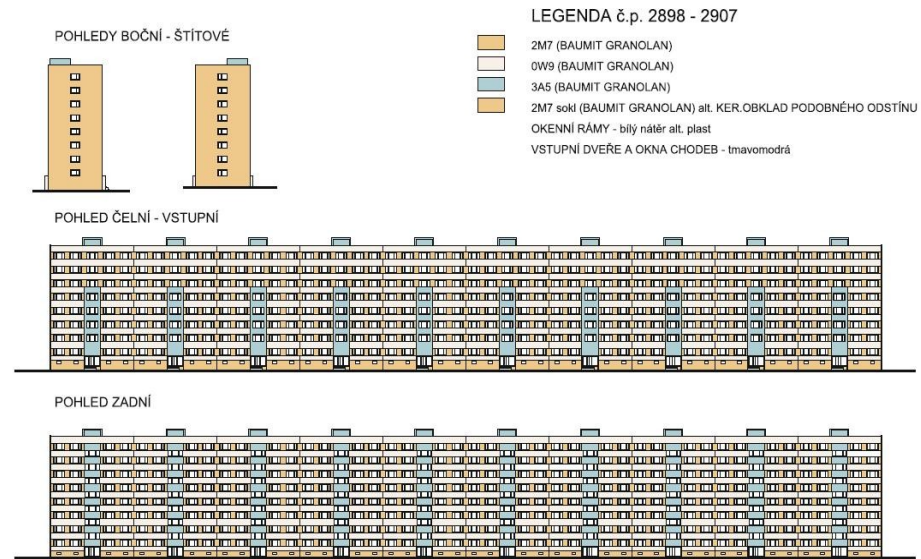 POHLEDY BOČNÍ - ŠTÍTOVÉ
LEGENDA č.p. 2898 - 2907
2M7 (BAUMIT GRANOLAN)
0W9 (BAUMIT GRANOLAN)
3A5 (BAUMIT GRANOLAN)
2M7 sokl (BAUMIT GRANOLAN) alt. KER.OBKLAD PODOBNÉHO ODSTÍNU
OKENNÍ RÁMY - bílý nátěr alt. plast
VSTUPNÍ DVEŘE A OKNA CHODEB - tmavomodrá
POHLED ČELNÍ - VSTUPNÍ
POHLED ZADNÍ